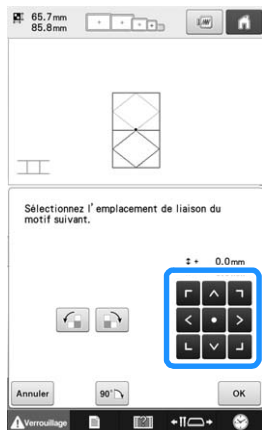 65.7mm
85.8mm
Sélectionnez l'emplacement de liaison du
motif suivant.
↕+ 0.0mm
Annuler
90°
OK
Verrouillage